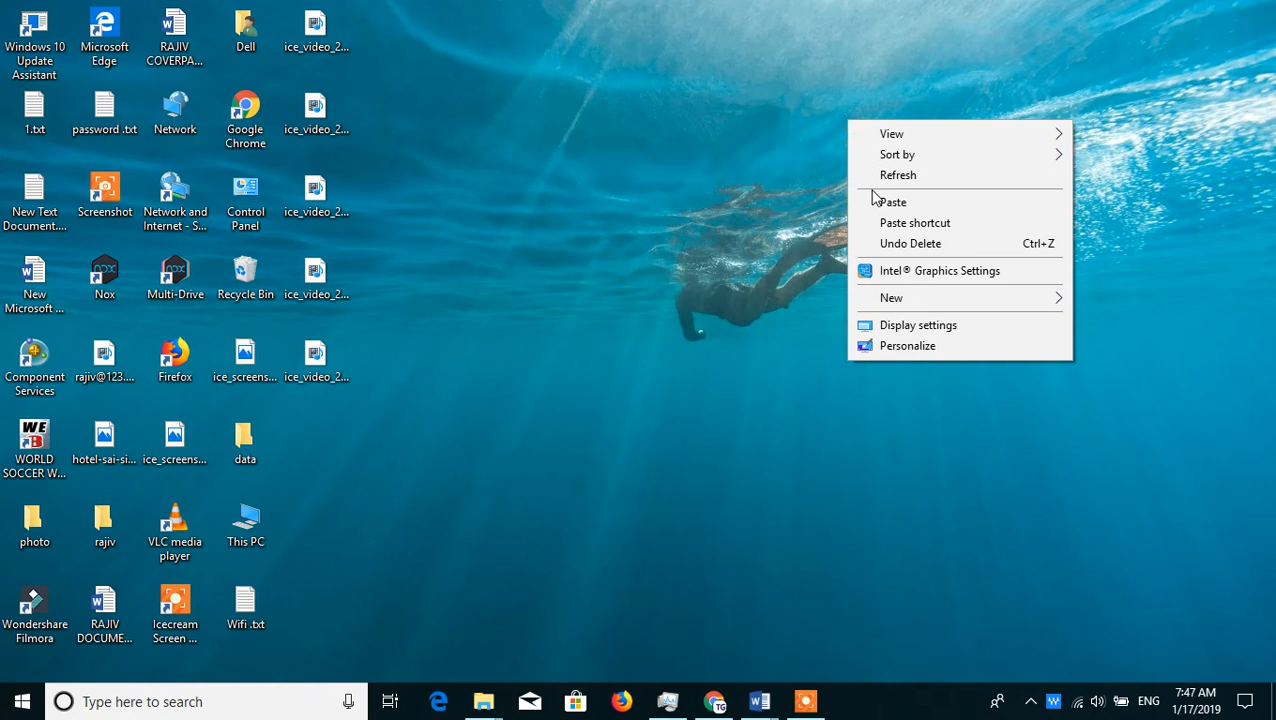 Windows 10
Update
Assistant
Microsoft
Edge
RAJIV
COVERPA...
Dell
ice_video_2...
1.txt
password .txt
Network
Google
Chrome
ice_video_2...
New Text
Document....
Screenshot
Network and
Internet - S...
Control
Panel
ice_video_2...
New
Microsoft ...
Nox
Multi-Drive
Recycle Bin
ice_video_2...
Component
Services
rajiv@123....
Firefox
ice_screens...
ice_video_2...
WE
WORLD
SOCCER W...
hotel-sai-si...
ice_screens...
data
photo
rajiv
VLC media
player
This PC
Wondershare
Filmora
RAJIV
DOCUME...
Icecream
Screen ...
Wifi .txt
View
Sort by
Refresh
Paste
Paste shortcut
Undo Delete Ctrl+Z
Intel® Graphics Settings
New
Display settings
Personalize
Type here to search
TG
ENG
7:47 AM
1/17/2019